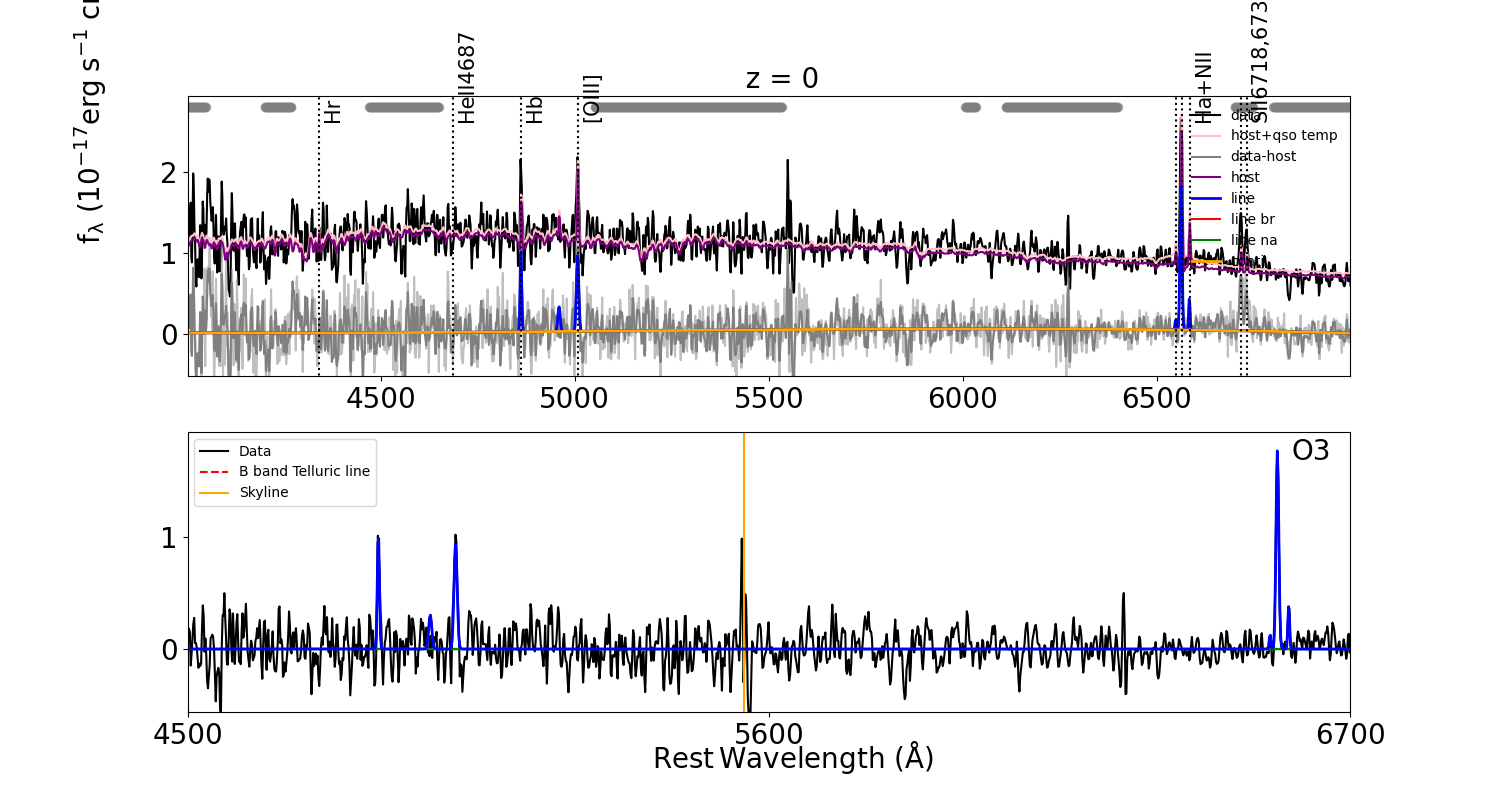 z = 0
Hr
HeII4687
Hb
[OIII]
Ha+NII
SII6718,673
fλ (10−17erg s−1 c
data
host+qso temp
data-host
host
line
line br
line na
2
1
0
4500 5000 5500 6000 6500
Data
B band Telluric line
Skyline
O3
1
0
4500 5600 6700
Rest Wavelength (Å)